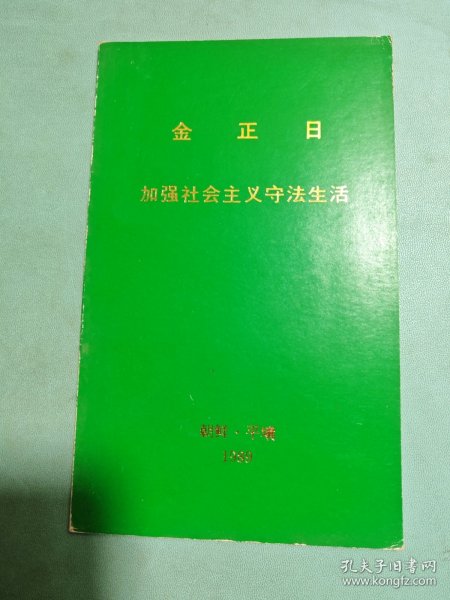 金 正 日
加强社会主义守法生活
朝鲜·平壤
孔夫子旧书网
www.kongfz.com